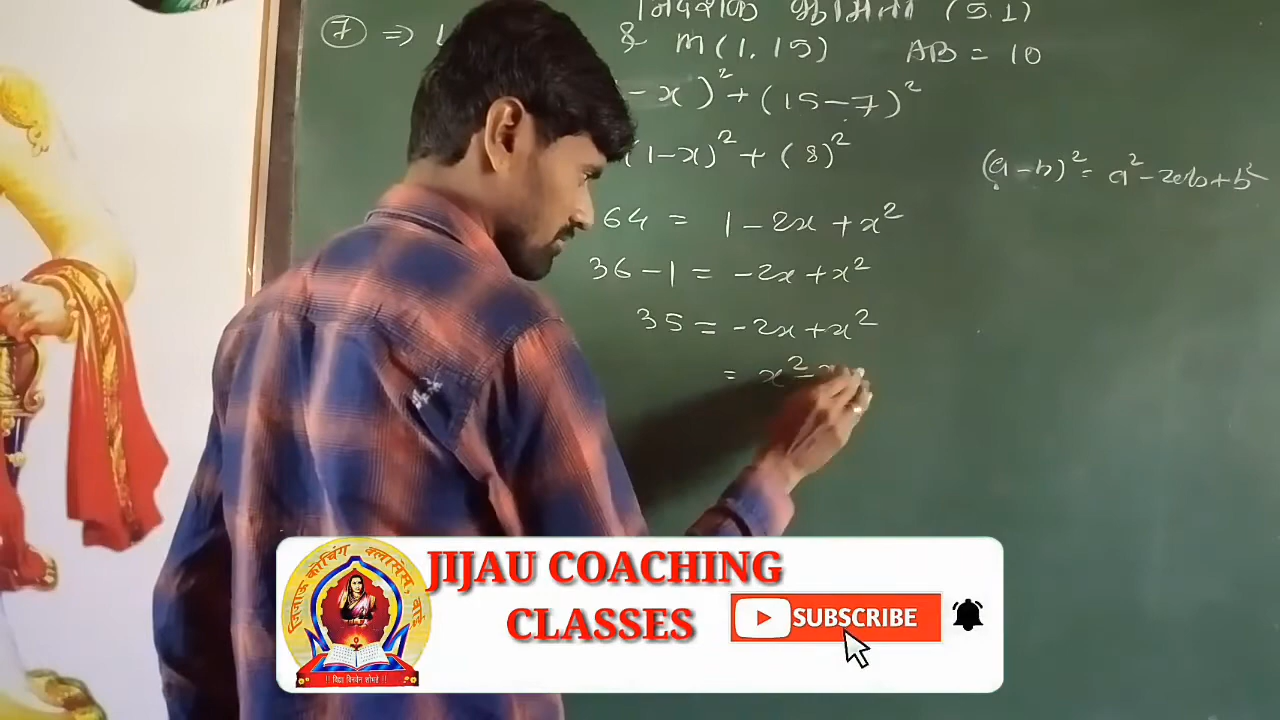 निर्देशांक भूमिती (5.1)
⑦ ⇒ & M(1, 15) AB = 10
- x)² + (15-7)²
(1-x)² + (8)²
(a-b)² = a² - 2ab + b²
64 = 1 - 2x + x²
36 - 1 = -2x + x²
35 = -2x + x²
= x² -
जिजाऊ कोचिंग क्लासेस,
JIJAU COACHING
CLASSES
SUBSCRIBE